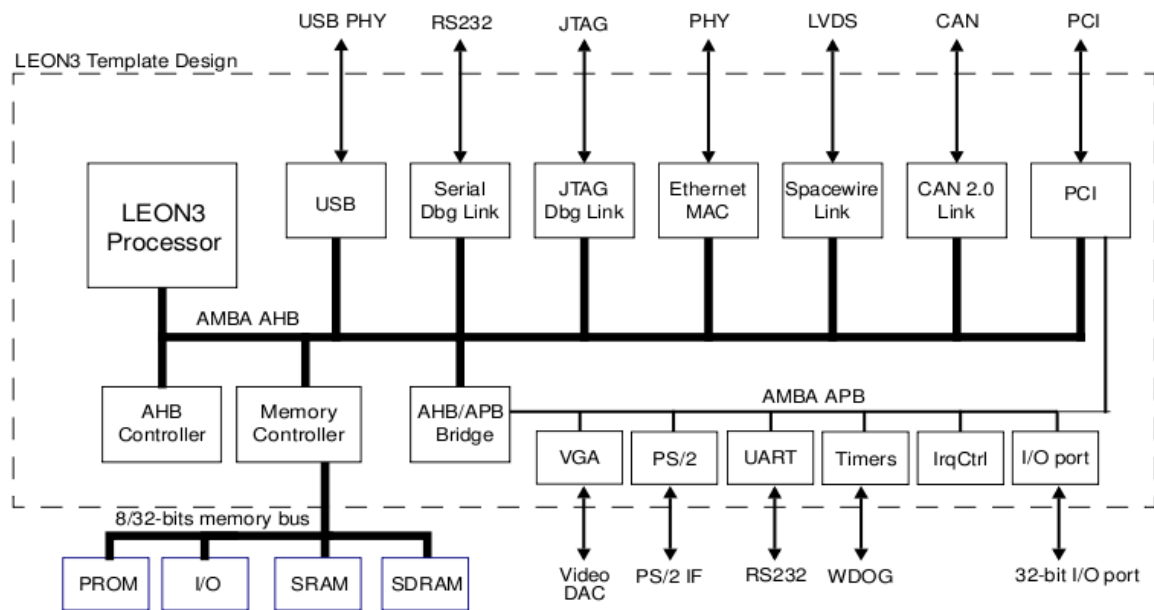 USB PHY
RS232
JTAG
PHY
LVDS
CAN
PCI
LEON3 Template Design
LEON3
Processor
USB
Serial
Dbg Link
JTAG
Dbg Link
Ethernet
MAC
Spacewire
Link
CAN 2.0
Link
PCI
AMBA AHB
AHB
Controller
Memory
Controller
AHB/APB
Bridge
AMBA APB
VGA
PS/2
UART
Timers
IrqCtrl
I/O port
8/32-bits memory bus
PROM
I/O
SRAM
SDRAM
Video
DAC
PS/2 IF
RS232
WDOG
32-bit I/O port